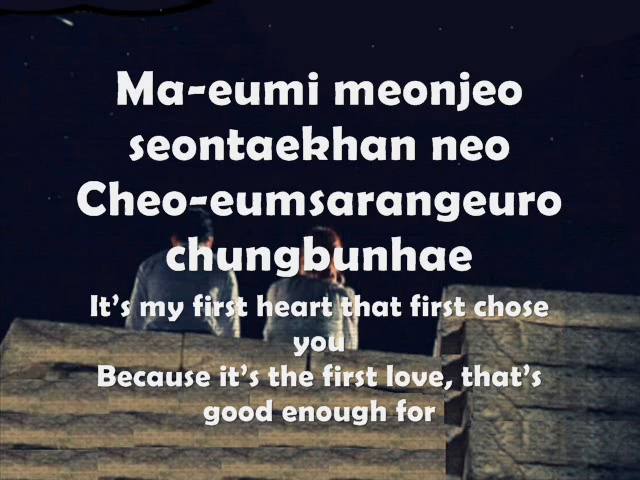 Ma-eumi meonjeo
seontaekhan neo
Cheo-eumsarangeuro
chungbunhae
It’s my first heart that first chose
you
Because it’s the first love, that’s
good enough for